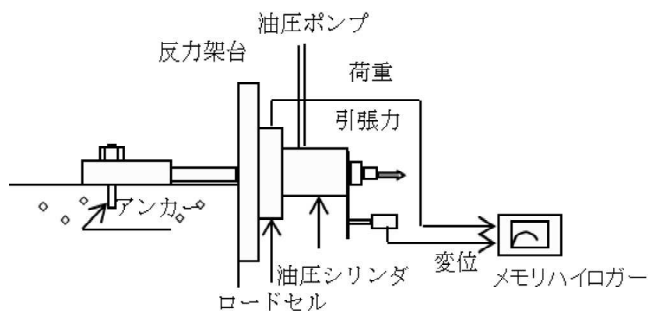 油圧ポンプ
反力架台
荷重
引張力
アンカー
変位
油圧シリンダ
メモリハイロガー
ロードセル